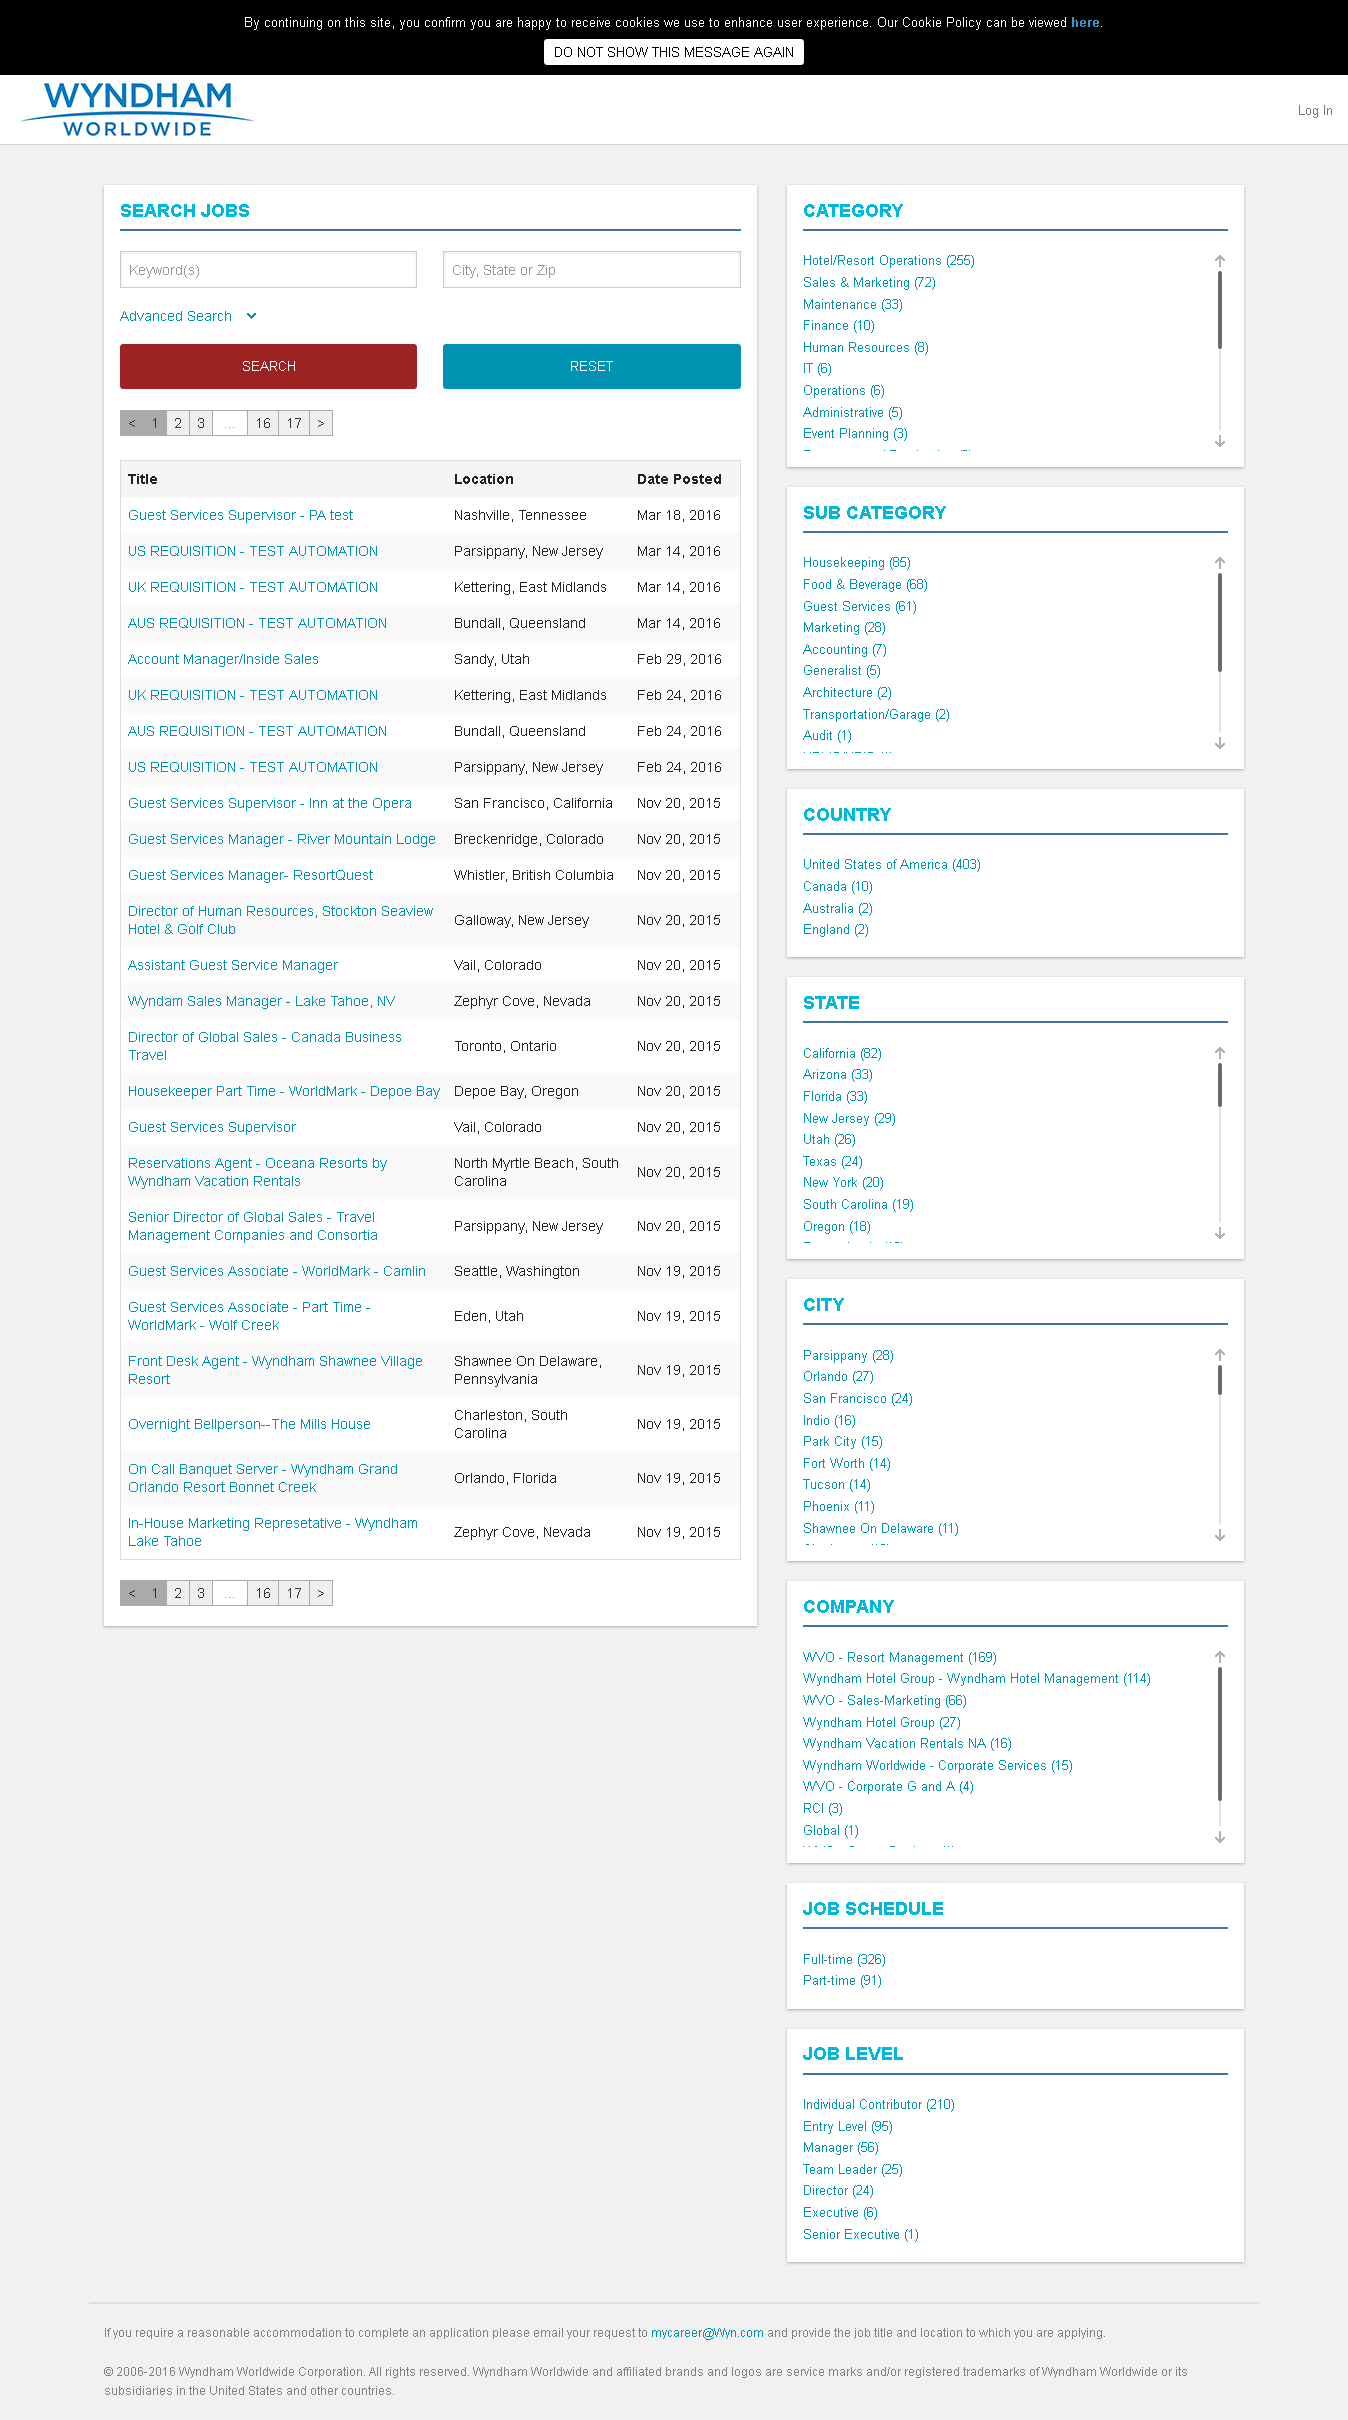 By continuing on this site, you confirm you are happy to receive cookies we use to enhance user experience. Our Cookie Policy can be viewed here.
DO NOT SHOW THIS MESSAGE AGAIN
WYNDHAM
WORLDWIDE
Log In
SEARCH JOBS
Keyword(s)
City, State or Zip
Advanced Search
SEARCH
RESET
< 1 2 3 ... 16 17 >
Title Location Date Posted
Guest Services Supervisor - PA test Nashville, Tennessee Mar 18, 2016
US REQUISITION - TEST AUTOMATION Parsippany, New Jersey Mar 14, 2016
UK REQUISITION - TEST AUTOMATION Kettering, East Midlands Mar 14, 2016
AUS REQUISITION - TEST AUTOMATION Bundall, Queensland Mar 14, 2016
Account Manager/Inside Sales Sandy, Utah Feb 29, 2016
UK REQUISITION - TEST AUTOMATION Kettering, East Midlands Feb 24, 2016
AUS REQUISITION - TEST AUTOMATION Bundall, Queensland Feb 24, 2016
US REQUISITION - TEST AUTOMATION Parsippany, New Jersey Feb 24, 2016
Guest Services Supervisor - Inn at the Opera San Francisco, California Nov 20, 2015
Guest Services Manager - River Mountain Lodge Breckenridge, Colorado Nov 20, 2015
Guest Services Manager- ResortQuest Whistler, British Columbia Nov 20, 2015
Director of Human Resources, Stockton Seaview
Hotel & Golf Club Galloway, New Jersey Nov 20, 2015
Assistant Guest Service Manager Vail, Colorado Nov 20, 2015
Wyndam Sales Manager - Lake Tahoe, NV Zephyr Cove, Nevada Nov 20, 2015
Director of Global Sales - Canada Business
Travel Toronto, Ontario Nov 20, 2015
Housekeeper Part Time - WorldMark - Depoe Bay Depoe Bay, Oregon Nov 20, 2015
Guest Services Supervisor Vail, Colorado Nov 20, 2015
Reservations Agent - Oceana Resorts by North Myrtle Beach, South
Wyndham Vacation Rentals Carolina Nov 20, 2015
Senior Director of Global Sales - Travel
Management Companies and Consortia Parsippany, New Jersey Nov 20, 2015
Guest Services Associate - WorldMark - Camlin Seattle, Washington Nov 19, 2015
Guest Services Associate - Part Time -
WorldMark - Wolf Creek Eden, Utah Nov 19, 2015
Front Desk Agent - Wyndham Shawnee Village Shawnee On Delaware,
Resort Pennsylvania Nov 19, 2015
Overnight Bellperson--The Mills House Charleston, South
Carolina Nov 19, 2015
On Call Banquet Server - Wyndham Grand
Orlando Resort Bonnet Creek Orlando, Florida Nov 19, 2015
In-House Marketing Represetative - Wyndham
Lake Tahoe Zephyr Cove, Nevada Nov 19, 2015
< 1 2 3 ... 16 17 >
CATEGORY
Hotel/Resort Operations (255)
Sales & Marketing (72)
Maintenance (33)
Finance (10)
Human Resources (8)
IT (6)
Operations (6)
Administrative (5)
Event Planning (3)
SUB CATEGORY
Housekeeping (85)
Food & Beverage (68)
Guest Services (61)
Marketing (28)
Accounting (7)
Generalist (5)
Architecture (2)
Transportation/Garage (2)
Audit (1)
COUNTRY
United States of America (403)
Canada (10)
Australia (2)
England (2)
STATE
California (82)
Arizona (33)
Florida (33)
New Jersey (29)
Utah (26)
Texas (24)
New York (20)
South Carolina (19)
Oregon (18)
CITY
Parsippany (28)
Orlando (27)
San Francisco (24)
Indio (16)
Park City (15)
Fort Worth (14)
Tucson (14)
Phoenix (11)
Shawnee On Delaware (11)
COMPANY
WVO - Resort Management (169)
Wyndham Hotel Group - Wyndham Hotel Management (114)
WVO - Sales-Marketing (66)
Wyndham Hotel Group (27)
Wyndham Vacation Rentals NA (16)
Wyndham Worldwide - Corporate Services (15)
WVO - Corporate G and A (4)
RCI (3)
Global (1)
JOB SCHEDULE
Full-time (326)
Part-time (91)
JOB LEVEL
Individual Contributor (210)
Entry Level (95)
Manager (56)
Team Leader (25)
Director (24)
Executive (6)
Senior Executive (1)
If you require a reasonable accommodation to complete an application please email your request to mycareer@Wyn.com and provide the job title and location to which you are applying.
© 2006-2016 Wyndham Worldwide Corporation. All rights reserved. Wyndham Worldwide and affiliated brands and logos are service marks and/or registered trademarks of Wyndham Worldwide or its
subsidiaries in the United States and other countries.